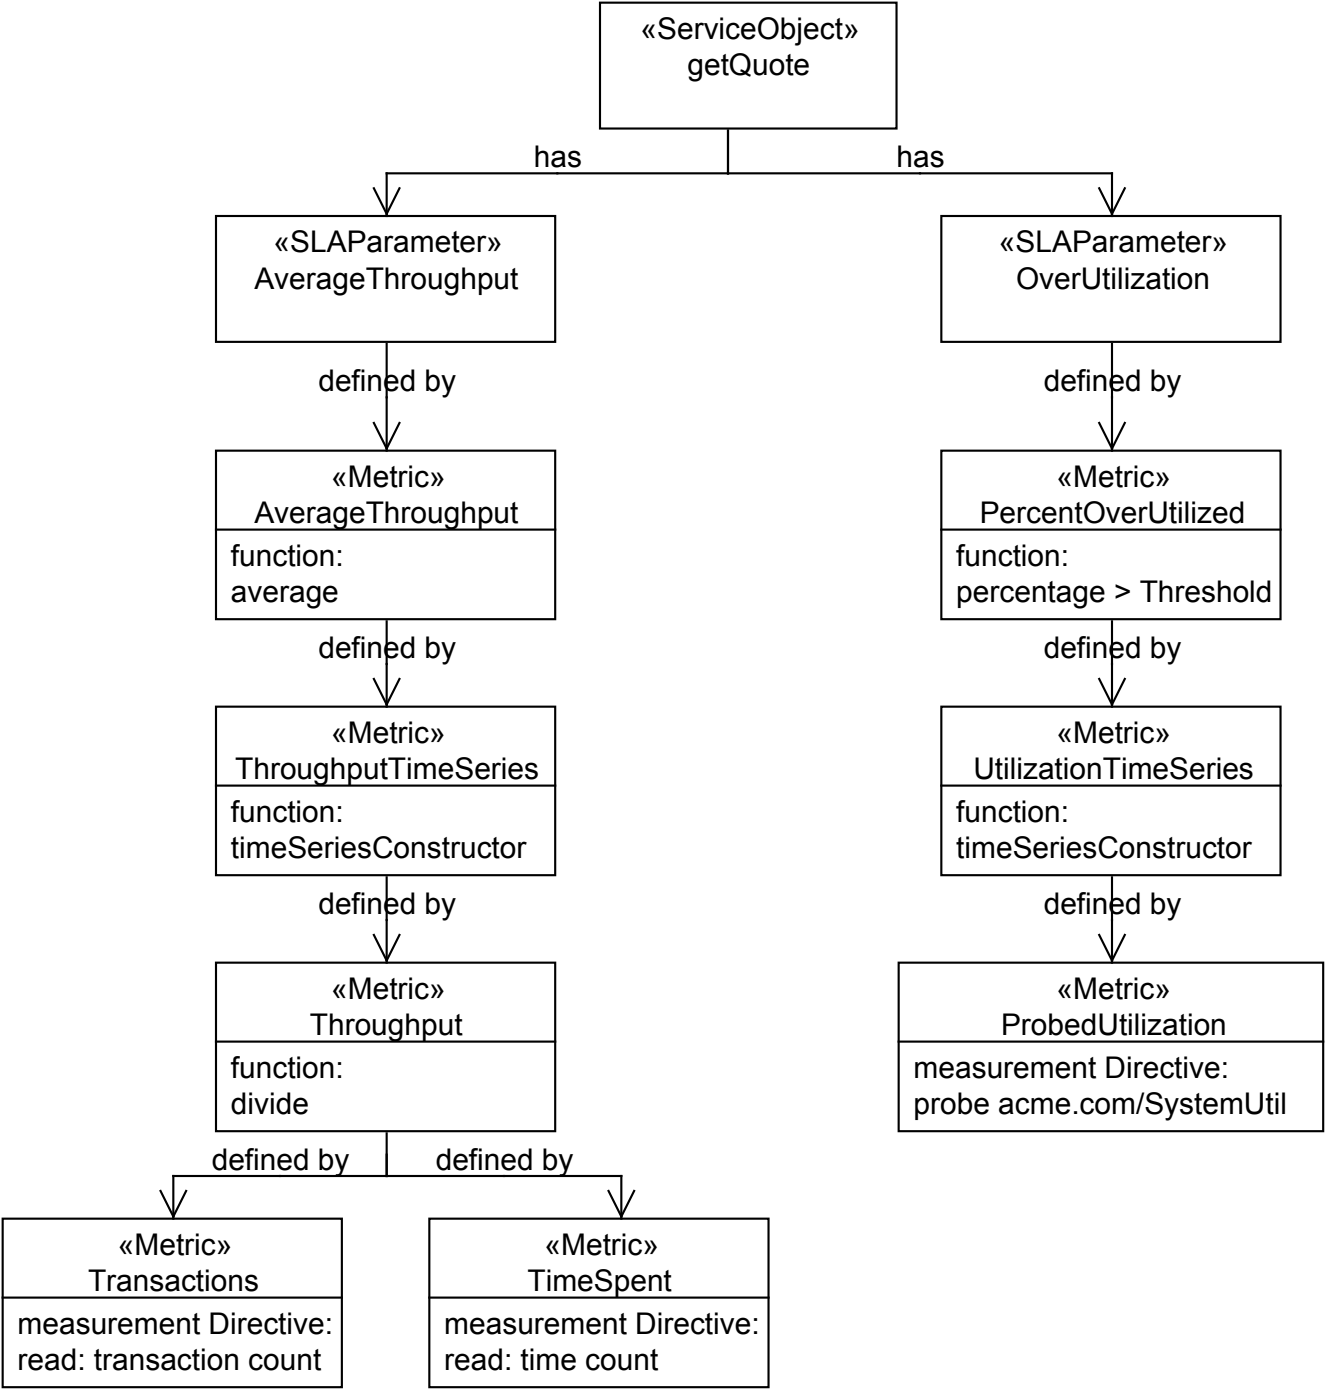 «ServiceObject»
getQuote
has
has
«SLAParameter»
AverageThroughput
«SLAParameter»
OverUtilization
defined by
defined by
«Metric»
AverageThroughput
function:
average
«Metric»
PercentOverUtilized
function:
percentage > Threshold
defined by
defined by
«Metric»
ThroughputTimeSeries
function:
timeSeriesConstructor
«Metric»
UtilizationTimeSeries
function:
timeSeriesConstructor
defined by
defined by
«Metric»
Throughput
function:
divide
«Metric»
ProbedUtilization
measurement Directive:
probe acme.com/SystemUtil
defined by
defined by
«Metric»
Transactions
measurement Directive:
read: transaction count
«Metric»
TimeSpent
measurement Directive:
read: time count